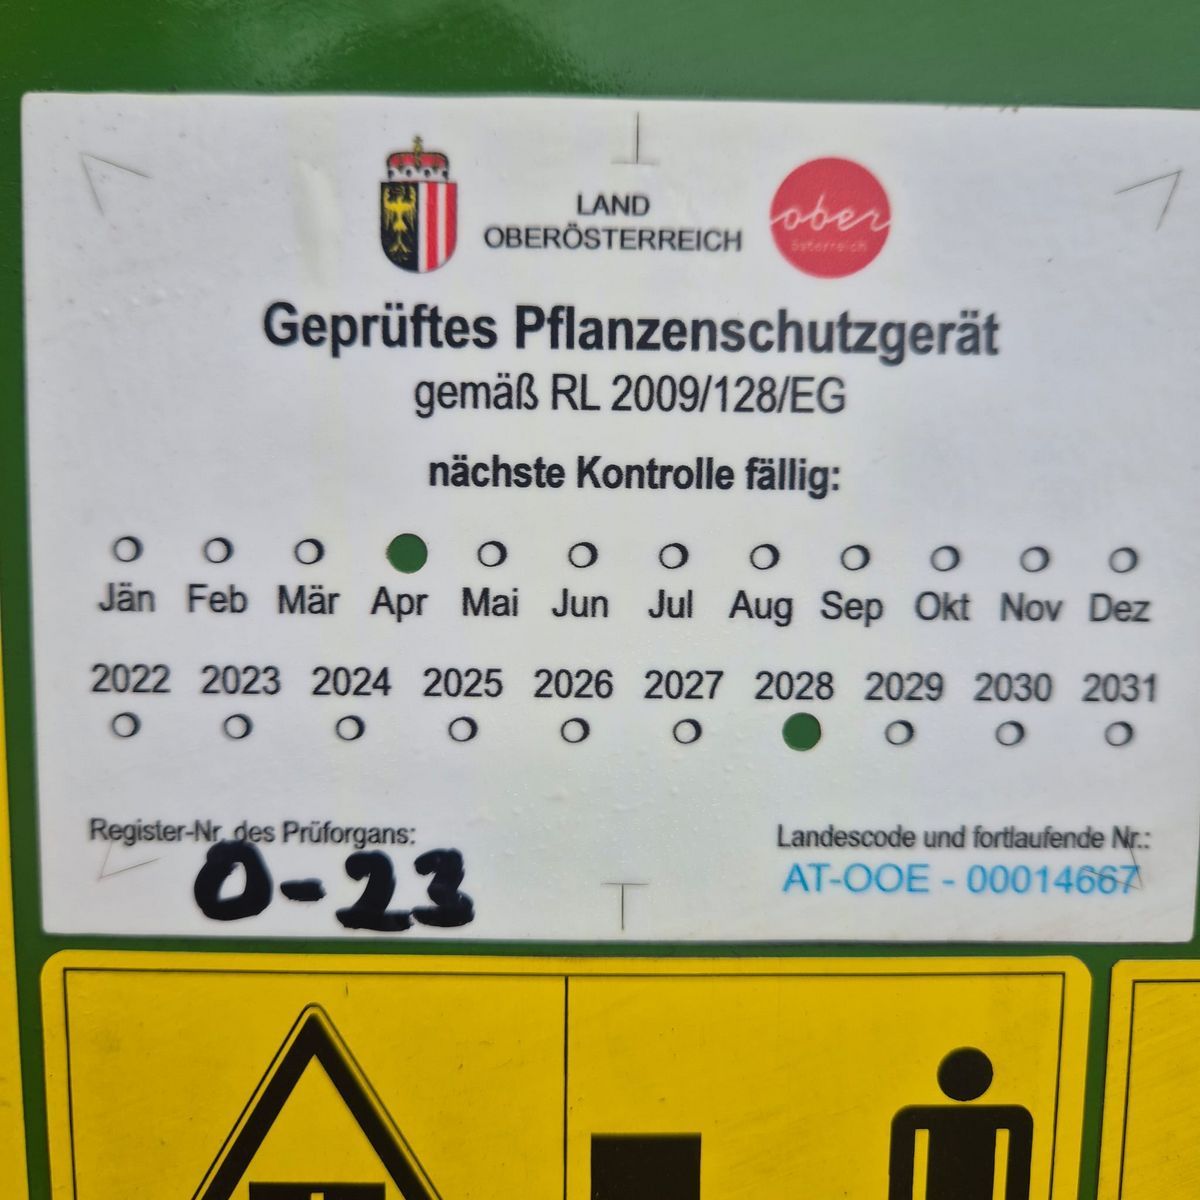 LAND
OBERÖSTERREICH
ober
österreich
Geprüftes Pflanzenschutzgerät
gemäß RL 2009/128/EG
nächste Kontrolle fällig:
Jän Feb Mär Apr Mai Jun Jul Aug Sep Okt Nov Dez
2022 2023 2024 2025 2026 2027 2028 2029 2030 2031
Register-Nr. des Prüforgans:
O-23
Landescode und fortlaufende Nr.:
AT-OOE - 00014667